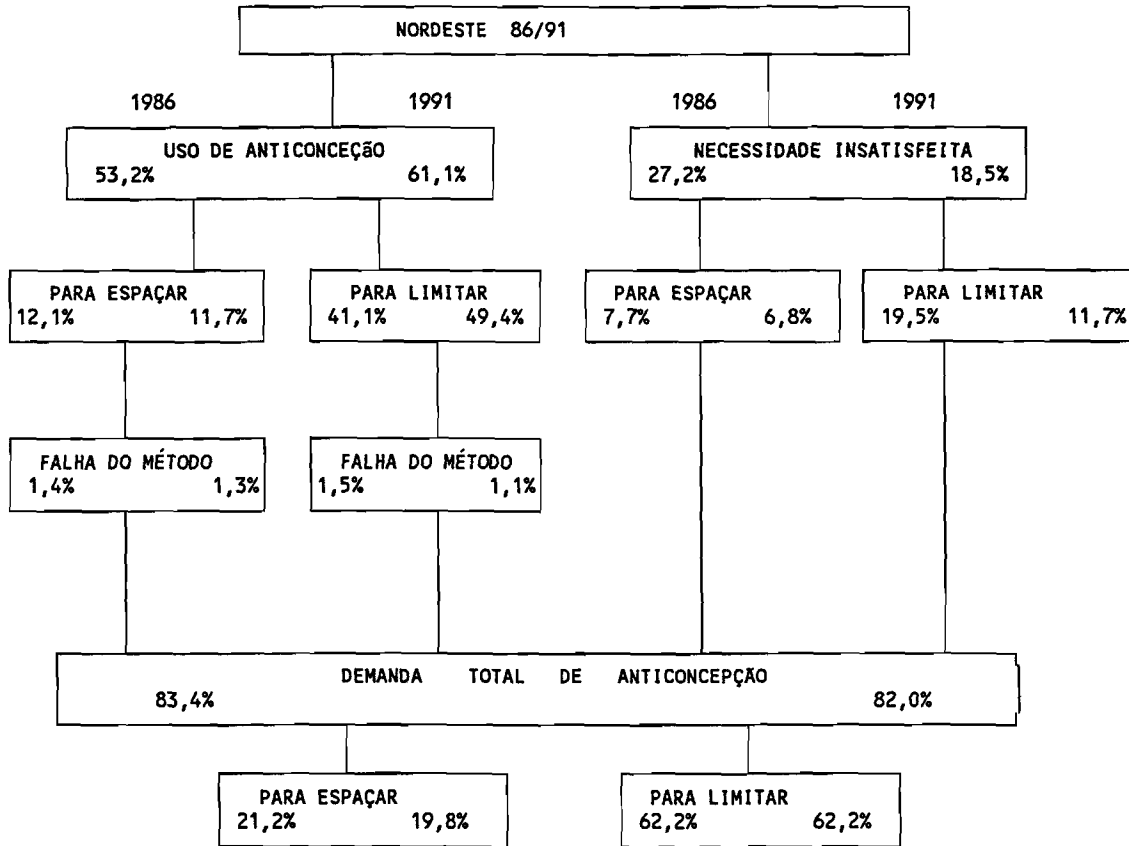 NORDESTE 86/91
1986 1991 1986 1991
USO DE ANTICONCEÇãO NECESSIDADE INSATISFEITA
53,2% 61,1% 27,2% 18,5%
PARA ESPAÇAR PARA LIMITAR PARA ESPAÇAR PARA LIMITAR
12,1% 11,7% 41,1% 49,4% 7,7% 6,8% 19,5% 11,7%
FALHA DO MÉTODO FALHA DO MÉTODO
1,4% 1,3% 1,5% 1,1%
DEMANDA TOTAL DE ANTICONCEPÇÃO
83,4% 82,0%
PARA ESPAÇAR PARA LIMITAR
21,2% 19,8% 62,2% 62,2%